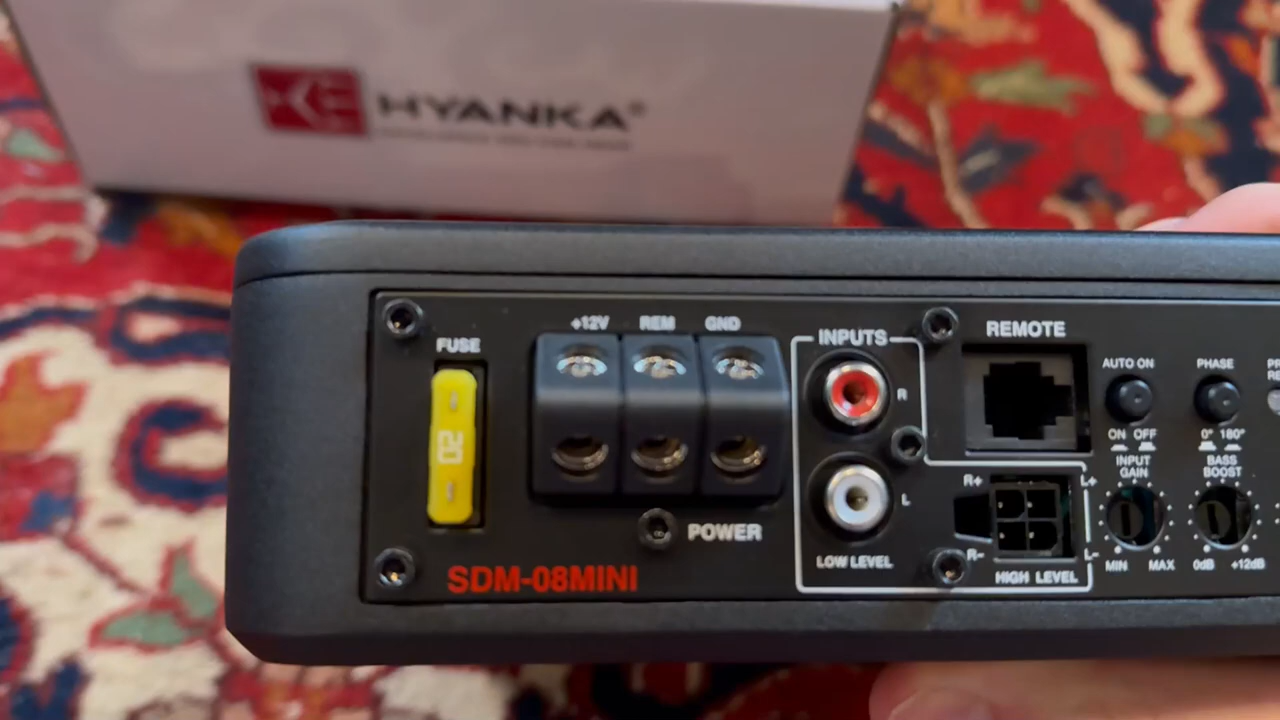 HYANKA®
+12V REM GND
FUSE
20
POWER
SDM-08MINI
INPUTS
R
L
LOW LEVEL
REMOTE
R+ L+
R- L-
HIGH LEVEL
AUTO ON
ON OFF
INPUT
GAIN
MIN MAX
PHASE
0° 180°
BASS
BOOST
0dB +12dB